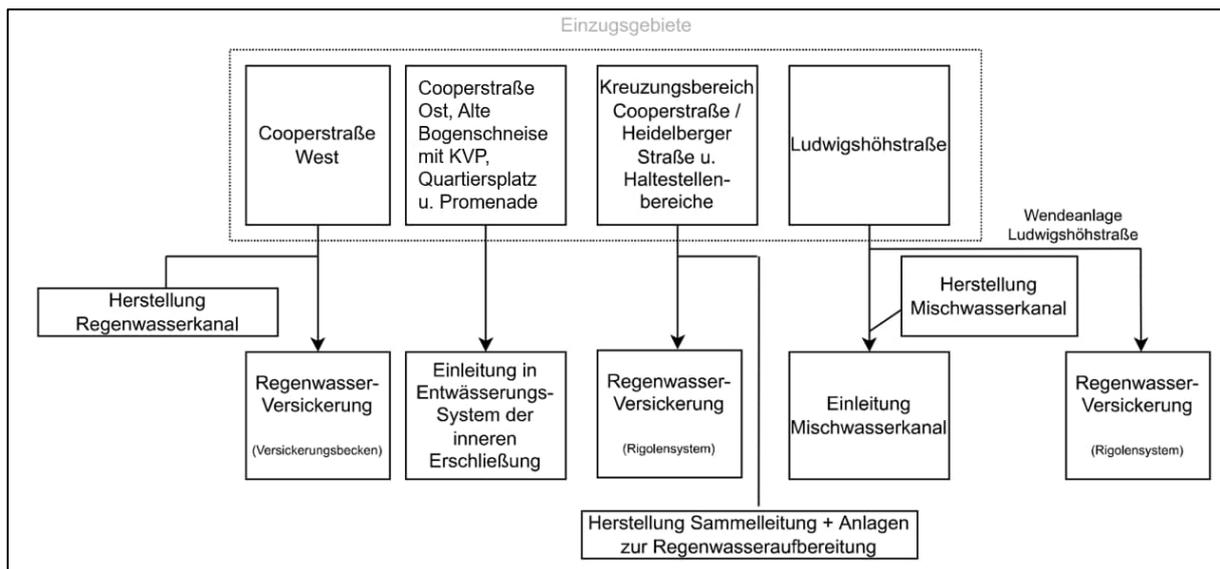 Einzugsgebiete
Cooperstraße
West
Cooperstraße
Ost, Alte
Bogenschneise
mit KVP,
Quartiersplatz
u. Promenade
Kreuzungsbereich
Cooperstraße /
Heidelberger
Straße u.
Haltestellen-
bereiche
Ludwigshöhstraße
Wendeanlage
Ludwigshöhstraße
Herstellung
Regenwasserkanal
Herstellung
Mischwasserkanal
Regenwasser-
Versickerung
(Versickerungsbecken)
Einleitung in
Entwässerungs-
System der
inneren
Erschließung
Regenwasser-
Versickerung
(Rigolensystem)
Einleitung
Mischwasserkanal
Regenwasser-
Versickerung
(Rigolensystem)
Herstellung Sammelleitung + Anlagen
zur Regenwasseraufbereitung